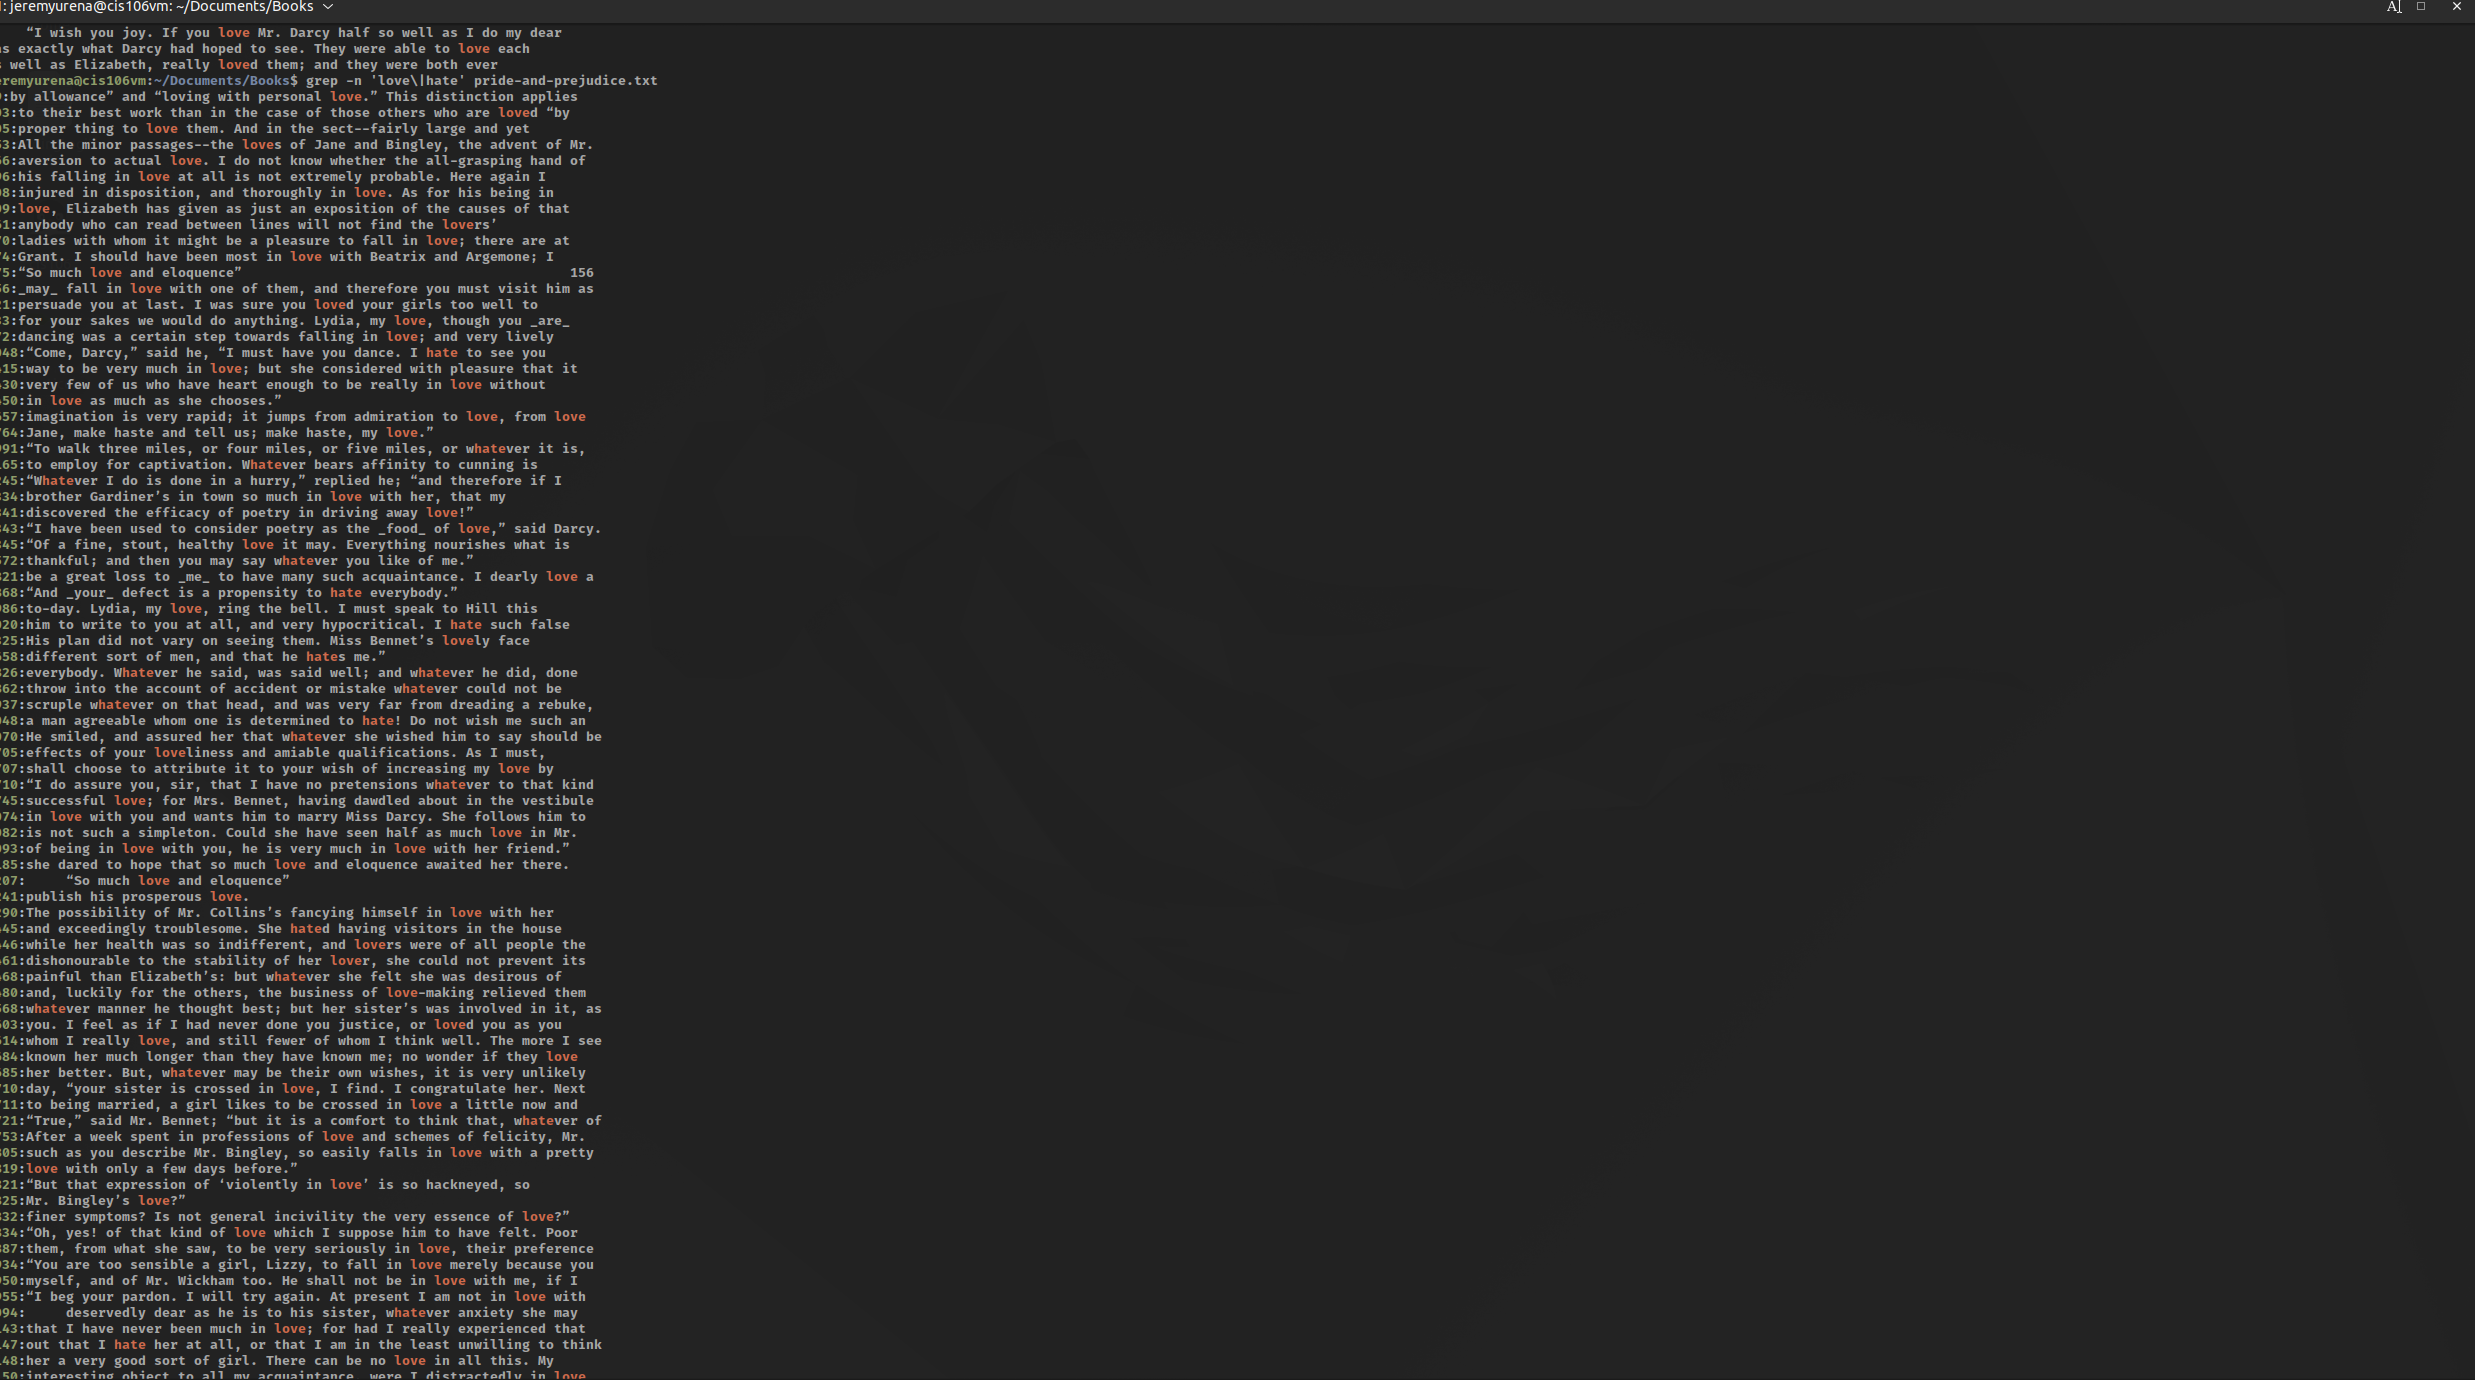 : jeremyurena@cis106vm: ~/Documents/Books
“I wish you joy. If you love Mr. Darcy half so well as I do my dear
s exactly what Darcy had hoped to see. They were able to love each
well as Elizabeth, really loved them; and they were both ever
eremyurena@cis106vm:~/Documents/Books$ grep -n 'love\|hate' pride-and-prejudice.txt
:by allowance” and “loving with personal love.” This distinction applies
3:to their best work than in the case of those others who are loved “by
5:proper thing to love them. And in the sect--fairly large and yet
3:All the minor passages--the loves of Jane and Bingley, the advent of Mr.
6:aversion to actual love. I do not know whether the all-grasping hand of
6:his falling in love at all is not extremely probable. Here again I
8:injured in disposition, and thoroughly in love. As for his being in
9:love, Elizabeth has given as just an exposition of the causes of that
1:anybody who can read between lines will not find the lovers’
0:ladies with whom it might be a pleasure to fall in love; there are at
4:Grant. I should have been most in love with Beatrix and Argemone; I
5:“So much love and eloquence” 156
6:_may_ fall in love with one of them, and therefore you must visit him as
1:persuade you at last. I was sure you loved your girls too well to
3:for your sakes we would do anything. Lydia, my love, though you _are_
2:dancing was a certain step towards falling in love; and very lively
48:“Come, Darcy,” said he, “I must have you dance. I hate to see you
15:way to be very much in love; but she considered with pleasure that it
30:very few of us who have heart enough to be really in love without
50:in love as much as she chooses.”
57:imagination is very rapid; it jumps from admiration to love, from love
64:Jane, make haste and tell us; make haste, my love.”
91:“To walk three miles, or four miles, or five miles, or whatever it is,
65:to employ for captivation. Whatever bears affinity to cunning is
45:“Whatever I do is done in a hurry,” replied he; “and therefore if I
34:brother Gardiner’s in town so much in love with her, that my
41:discovered the efficacy of poetry in driving away love!”
43:“I have been used to consider poetry as the _food_ of love,” said Darcy.
45:“Of a fine, stout, healthy love it may. Everything nourishes what is
72:thankful; and then you may say whatever you like of me.”
21:be a great loss to _me_ to have many such acquaintance. I dearly love a
68:“And _your_ defect is a propensity to hate everybody.”
86:to-day. Lydia, my love, ring the bell. I must speak to Hill this
20:him to write to you at all, and very hypocritical. I hate such false
25:His plan did not vary on seeing them. Miss Bennet’s lovely face
58:different sort of men, and that he hates me.”
26:everybody. Whatever he said, was said well; and whatever he did, done
62:throw into the account of accident or mistake whatever could not be
37:scruple whatever on that head, and was very far from dreading a rebuke,
48:a man agreeable whom one is determined to hate! Do not wish me such an
70:He smiled, and assured her that whatever she wished him to say should be
05:effects of your loveliness and amiable qualifications. As I must,
07:shall choose to attribute it to your wish of increasing my love by
10:“I do assure you, sir, that I have no pretensions whatever to that kind
45:successful love; for Mrs. Bennet, having dawdled about in the vestibule
74:in love with you and wants him to marry Miss Darcy. She follows him to
82:is not such a simpleton. Could she have seen half as much love in Mr.
93:of being in love with you, he is very much in love with her friend.”
85:she dared to hope that so much love and eloquence awaited her there.
07: “So much love and eloquence”
41:publish his prosperous love.
90:The possibility of Mr. Collins’s fancying himself in love with her
45:and exceedingly troublesome. She hated having visitors in the house
46:while her health was so indifferent, and lovers were of all people the
61:dishonourable to the stability of her lover, she could not prevent its
68:painful than Elizabeth’s: but whatever she felt she was desirous of
80:and, luckily for the others, the business of love-making relieved them
68:whatever manner he thought best; but her sister’s was involved in it, as
03:you. I feel as if I had never done you justice, or loved you as you
14:whom I really love, and still fewer of whom I think well. The more I see
84:known her much longer than they have known me; no wonder if they love
85:her better. But, whatever may be their own wishes, it is very unlikely
10:day, “your sister is crossed in love, I find. I congratulate her. Next
11:to being married, a girl likes to be crossed in love a little now and
21:“True,” said Mr. Bennet; “but it is a comfort to think that, whatever of
53:After a week spent in professions of love and schemes of felicity, Mr.
05:such as you describe Mr. Bingley, so easily falls in love with a pretty
19:love with only a few days before.”
21:“But that expression of ‘violently in love’ is so hackneyed, so
25:Mr. Bingley’s love?”
32:finer symptoms? Is not general incivility the very essence of love?”
34:“Oh, yes! of that kind of love which I suppose him to have felt. Poor
87:them, from what she saw, to be very seriously in love, their preference
34:“You are too sensible a girl, Lizzy, to fall in love merely because you
50:myself, and of Mr. Wickham too. He shall not be in love with me, if I
55:“I beg your pardon. I will try again. At present I am not in love with
94: deservedly dear as he is to his sister, whatever anxiety she may
43:that I have never been much in love; for had I really experienced that
47:out that I hate her at all, or that I am in the least unwilling to think
48:her a very good sort of girl. There can be no love in all this. My
50:interesting object to all my acquaintance, were I distractedly in love